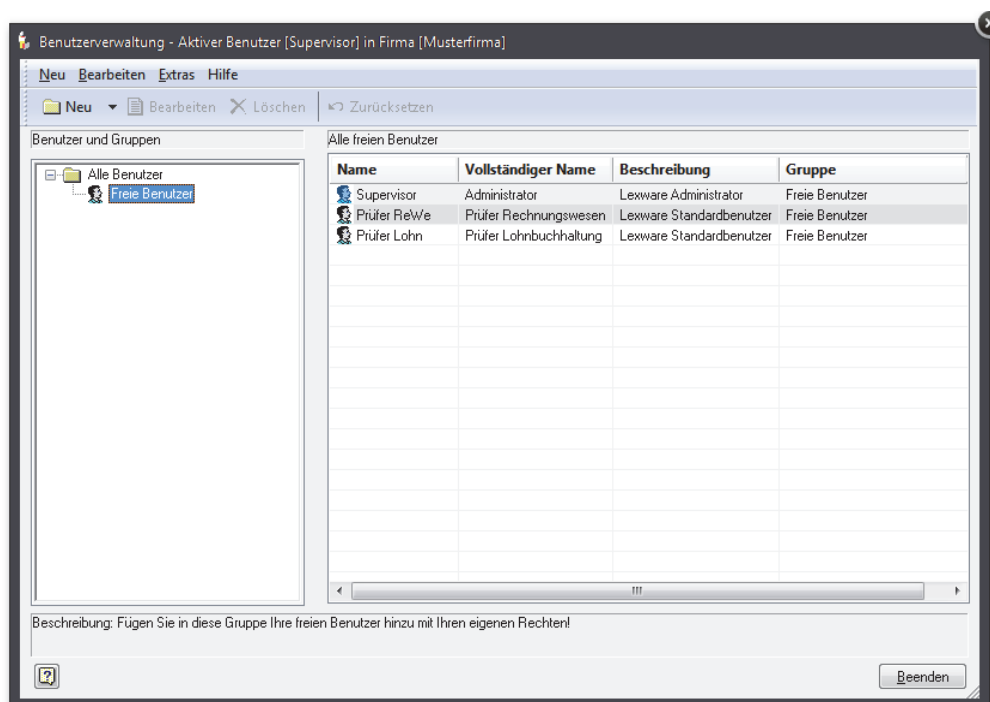 Benutzerverwaltung - Aktiver Benutzer [Supervisor] in Firma [Musterfirma]
Neu Bearbeiten Extras Hilfe
Neu Bearbeiten Löschen Zurücksetzen
Benutzer und Gruppen
Alle freien Benutzer
Alle Benutzer
Freie Benutzer
Name Vollständiger Name Beschreibung Gruppe
Supervisor Administrator Lexware Administrator Freie Benutzer
Prüfer ReWe Prüfer Rechnungswesen Lexware Standardbenutzer Freie Benutzer
Prüfer Lohn Prüfer Lohnbuchhaltung Lexware Standardbenutzer Freie Benutzer
Beschreibung: Fügen Sie in diese Gruppe Ihre freien Benutzer hinzu mit Ihren eigenen Rechten!
Beenden